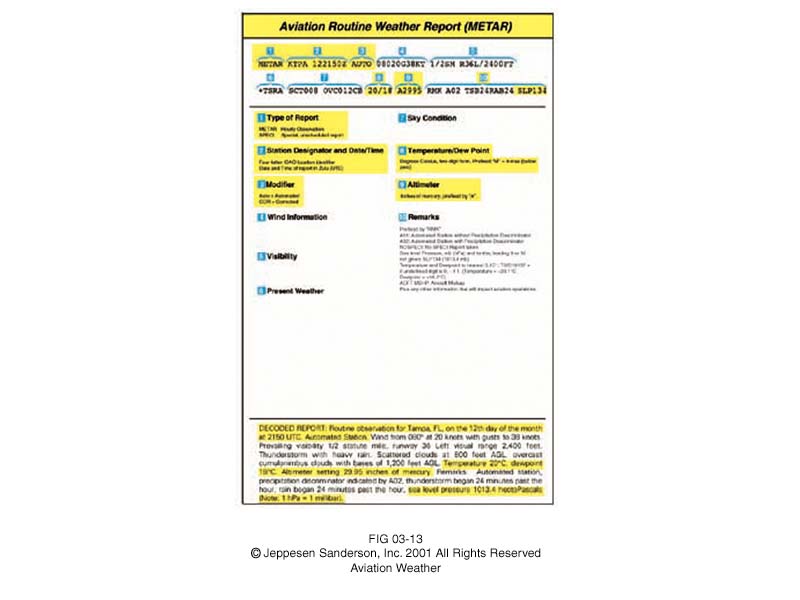 Aviation Routine Weather Report (METAR)
1 2 3 4 5
METAR KTPA 122150Z AUTO 08020G38KT 1/2SM R36L/2400FT
6 7 8 9 10
+TSRA SCT008 OVC012CB 20/18 A2995 RMK A02 TSB24RAB24 SLP134
1 Type of Report
METAR Hourly Observation
SPECI Special, unscheduled report
2 Station Designator and Date/Time
Four letter ICAO location identifier
Date and Time of report in Zulu (UTC)
3 Modifier
Auto = Automated
COR = Corrected
4 Wind Information
5 Visibility
6 Present Weather
7 Sky Condition
8 Temperature/Dew Point
Degrees Celsius, two digit form, Prefixed "M" = minus (below
zero)
9 Altimeter
Inches of mercury, prefixed by "A".
10 Remarks
Prefixed by "RMK"
A01: Automated Station without Precipitation Discriminator
A02: Automated Station with Precipitation Discriminator
Plus any other information that will impact aviation operations
DECODED REPORT: Routine observation for Tampa, FL, on the 12th day of the month
at 2150 UTC. Automated Station. Wind from 080° at 20 knots with gusts to 38 knots.
Prevailing visibility 1/2 statute mile, runway 36 Left visual range 2,400 feet.
Thunderstorm with heavy rain. Scattered clouds at 800 feet AGL, overcast
cumulonimbus clouds with bases of 1,200 feet AGL. Temperature 20°C, dewpoint
18°C. Altimeter setting 29.95 inches of mercury. Remarks: Automated station,
precipitation discriminator indicated by A02, thunderstorm began 24 minutes past the
hour, rain began 24 minutes past the hour, sea level pressure 1013.4 hectoPascals
(Note: 1 hPa = 1 millibar).
FIG 03-13
© Jeppesen Sanderson, Inc. 2001 All Rights Reserved
Aviation Weather